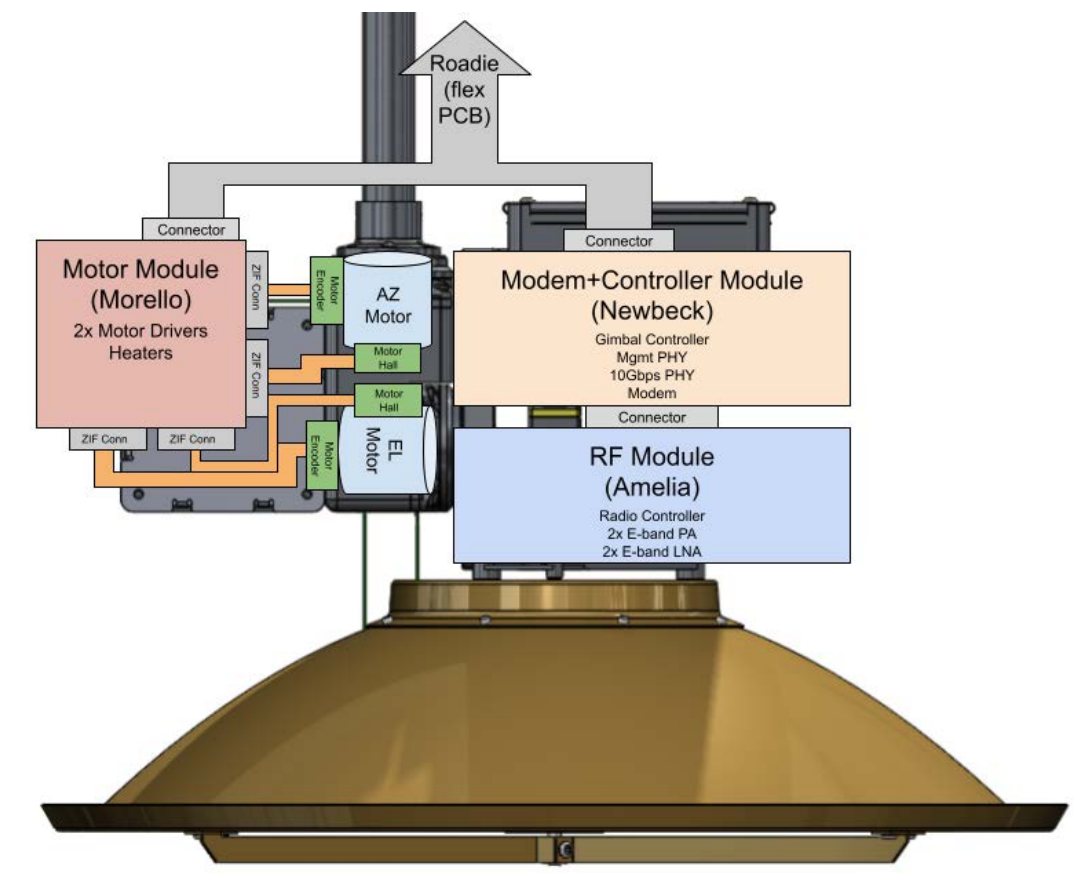 Roadie
(flex
PCB)
Connector
Motor Module
(Morello)
2x Motor Drivers
Heaters
ZIF Conn
ZIF Conn
ZIF Conn
ZIF Conn
Motor
Encoder
AZ
Motor
Motor
Hall
Motor
Hall
Motor
Encoder
EL
Motor
Connector
Modem+Controller Module
(Newbeck)
Gimbal Controller
Mgmt PHY
10Gbps PHY
Modem
Connector
RF Module
(Amelia)
Radio Controller
2x E-band PA
2x E-band LNA